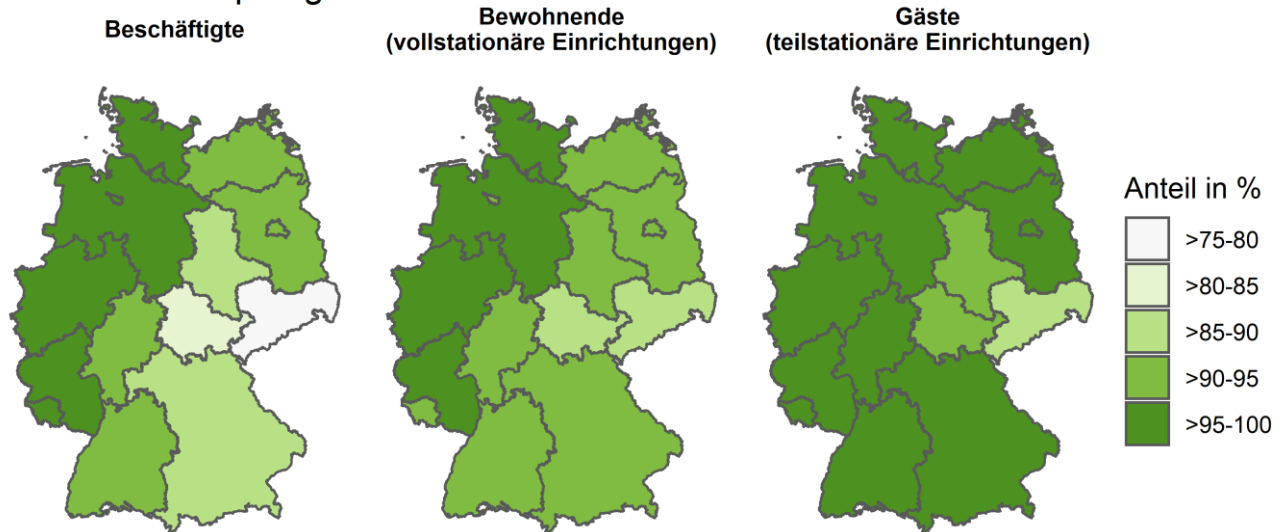 Beschäftigte
Bewohnende
(vollstationäre Einrichtungen)
Gäste
(teilstationäre Einrichtungen)
Anteil in %
>75-80
>80-85
>85-90
>90-95
>95-100